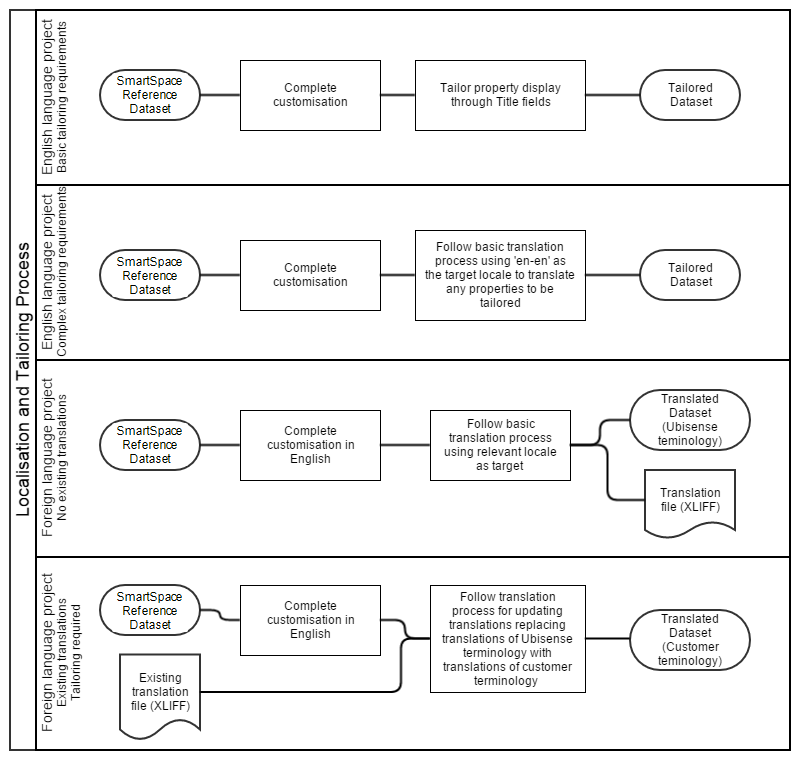 Localisation and Tailoring Process
English language project
Basic tailoring requirements
SmartSpace
Reference
Dataset
Complete
customisation
Tailor property display
through Title fields
Tailored
Dataset
English language project
Complex tailoring requirements
SmartSpace
Reference
Dataset
Complete
customisation
Follow basic translation
process using 'en-en' as
the target locale to translate
any properties to be
tailored
Tailored
Dataset
Foreign language project
No existing translations
SmartSpace
Reference
Dataset
Complete
customisation in
English
Follow basic
translation process
using relevant locale
as target
Translated
Dataset
(Ubisense
teminology)
Translation
file (XLIFF)
Foreign language project
Existing translations
Tailoring required
SmartSpace
Reference
Dataset
Existing
translation
file (XLIFF)
Complete
customisation in
English
Follow translation
process for updating
translations replacing
translations of Ubisense
terminology with
translations of customer
terminology
Translated
Dataset
(Customer
teminology)